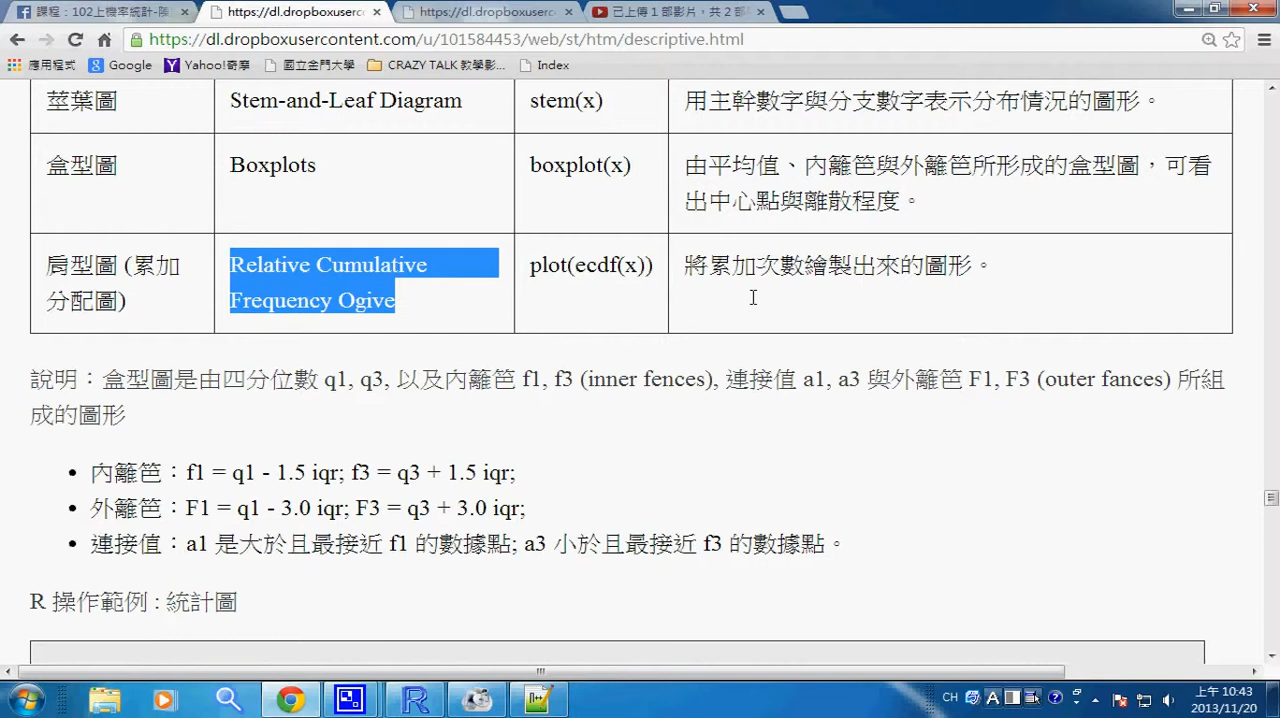 課程：102上機率統計-陳
https://dl.dropboxuserco
https://dl.dropboxuserco
已上傳 1 部影片，共 2 部
https://dl.dropboxusercontent.com/u/101584453/web/st/htm/descriptive.html
應用程式
Google
Yahoo!奇摩
國立金門大學
CRAZY TALK 教學影...
Index
莖葉圖
Stem-and-Leaf Diagram
stem(x)
用主幹數字與分支數字表示分布情況的圖形。
盒型圖
Boxplots
boxplot(x)
由平均值、內籬笆與外籬笆所形成的盒型圖，可看
出中心點與離散程度。
肩型圖 (累加
分配圖)
Relative Cumulative
Frequency Ogive
plot(ecdf(x))
將累加次數繪製出來的圖形。
說明：盒型圖是由四分位數 q1, q3, 以及內籬笆 f1, f3 (inner fences), 連接值 a1, a3 與外籬笆 F1, F3 (outer fances) 所組
成的圖形
• 內籬笆：f1 = q1 - 1.5 iqr; f3 = q3 + 1.5 iqr;
• 外籬笆：F1 = q1 - 3.0 iqr; F3 = q3 + 3.0 iqr;
• 連接值：a1 是大於且最接近 f1 的數據點; a3 小於且最接近 f3 的數據點。
R 操作範例 : 統計圖
CH
上午 10:43
2013/11/20